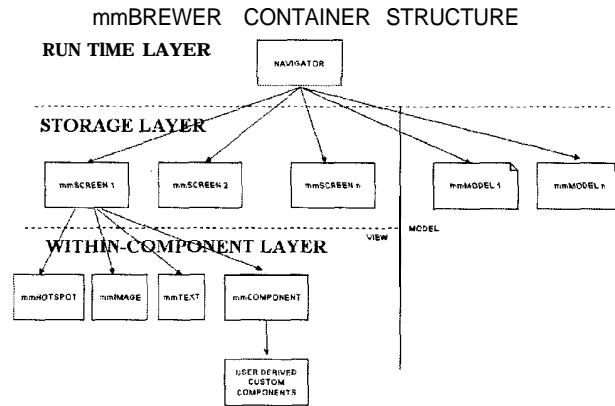 mmBREWER CONTAINER STRUCTURE
RUN TIME LAYER
NAVIGATOR
STORAGE LAYER
mmSCREEN 1
mmSCREEN 2
mmSCREEN n
mmMODEL 1
mmMODEL n
WITHIN-COMPONENT LAYER
VIEW
MODEL
mmHOTSPOT
mmIMAGE
mmTEXT
mmCOMPONENT
USER DERIVED
CUSTOM
COMPONENTS